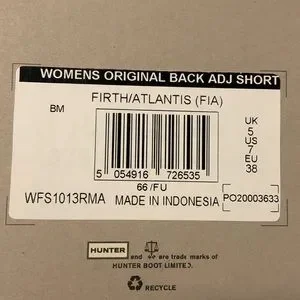 WOMENS ORIGINAL BACK ADJ SHORT
FIRTH/ATLANTIS (FIA)
BM
UK
5
US
7
EU
38
5 054916 726535
66/FU
WFS1013RMA MADE IN INDONESIA
PO20003633
HUNTER and are trade marks of
HUNTER BOOT LIMITED.
RECYCLE